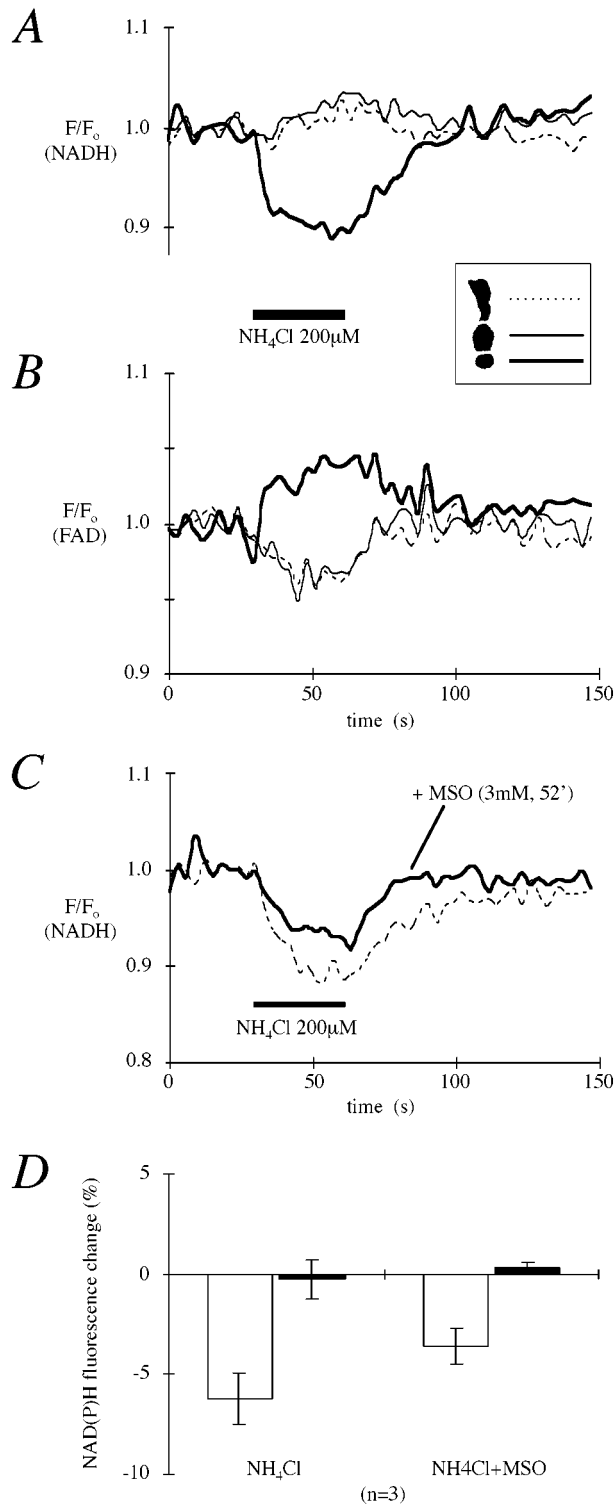 A
1.1
F/Fo
(NADH)
1.0
0.9
NH4Cl 200µM
B
1.1
F/Fo
(FAD)
1.0
0.9
0 50 100 150
time (s)
C
1.1
+ MSO (3mM, 52')
1.0
F/Fo
(NADH)
0.9
NH4Cl 200µM
0.8
0 50 100 150
time (s)
D
NAD(P)H fluorescence change (%)
5
0
-5
-10
NH4Cl NH4Cl+MSO
(n=3)